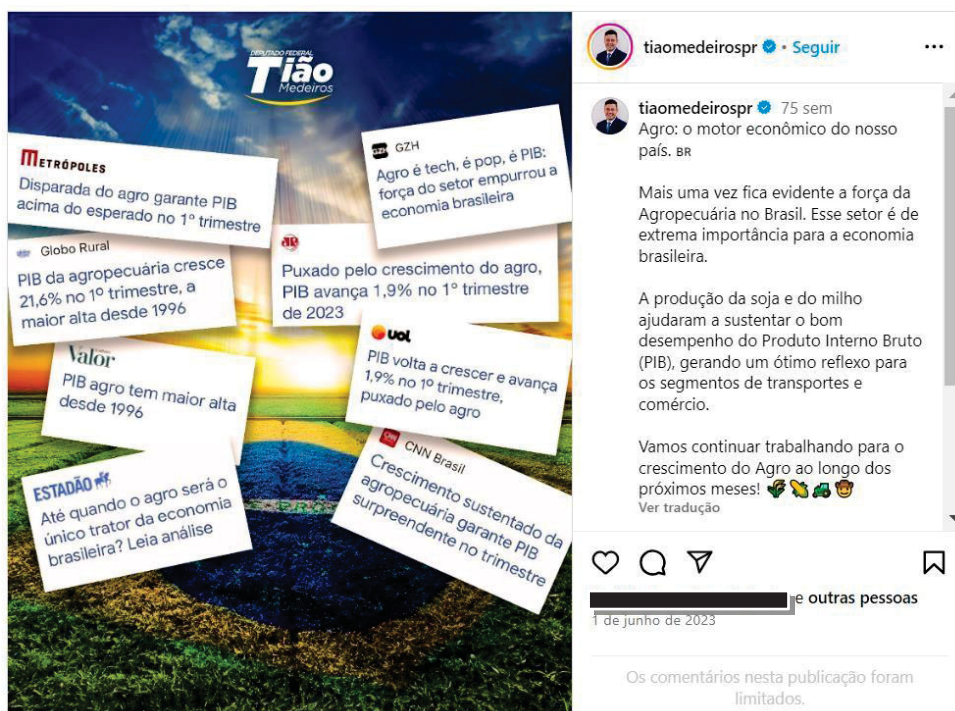 DEPUTADO FEDERAL
Tião
Medeiros
METRÓPOLES
Disparada do agro garante PIB
acima do esperado no 1º trimestre
GZH GZH
Agro é tech, é pop, é PIB:
força do setor empurrou a
economia brasileira
Globo Rural
PIB da agropecuária cresce
21,6% no 1º trimestre, a
maior alta desde 1996
JP
Puxado pelo crescimento do agro,
PIB avança 1,9% no 1º trimestre
de 2023
Valor
PIB agro tem maior alta
desde 1996
UOL
PIB volta a crescer e avança
1,9% no 1º trimestre,
puxado pelo agro
ESTADÃO
Até quando o agro será o
único trator da economia
brasileira? Leia análise
CNN CNN Brasil
Crescimento sustentado da
agropecuária garante PIB
surpreendente no trimestre
tiaomedeirospr • Seguir
tiaomedeirospr 75 sem
Agro: o motor econômico do nosso
país. BR
Mais uma vez fica evidente a força da
Agropecuária no Brasil. Esse setor é de
extrema importância para a economia
brasileira.
A produção da soja e do milho
ajudaram a sustentar o bom
desempenho do Produto Interno Bruto
(PIB), gerando um ótimo reflexo para
os segmentos de transportes e
comércio.
Vamos continuar trabalhando para o
crescimento do Agro ao longo dos
próximos meses! 🌾🌽🚜🤠
Ver tradução
e outras pessoas
1 de junho de 2023
Os comentários nesta publicação foram
limitados.